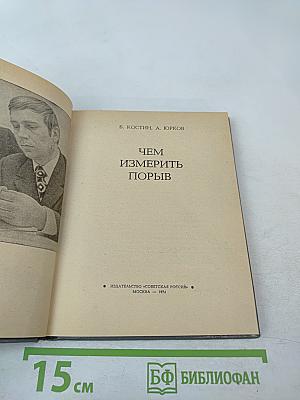 Б. КОСТИН, А. ЮРКОВ
ЧЕМ
ИЗМЕРИТЬ
ПОРЫВ
ИЗДАТЕЛЬСТВО «СОВЕТСКАЯ РОССИЯ»
МОСКВА — 1974
15 см
БФ БИБЛИОФАН